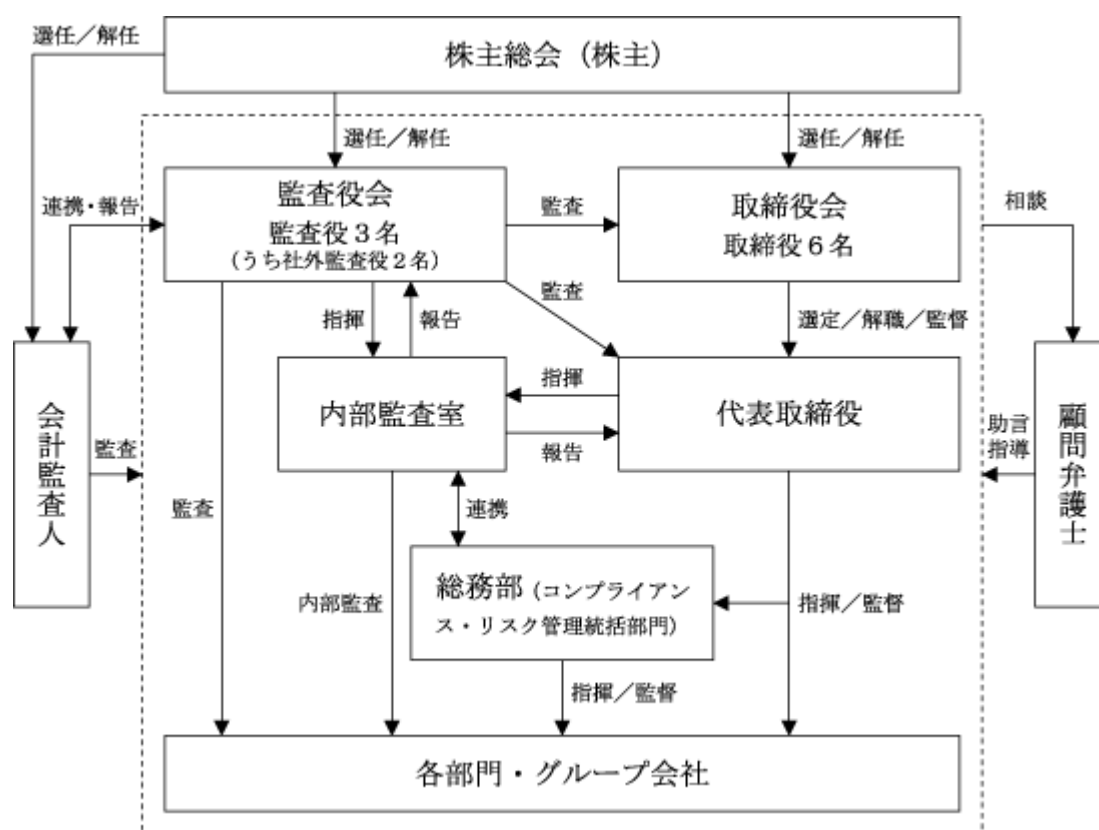 選任／解任
株主総会（株主）
選任／解任
選任／解任
連携・報告
監査役会
監査役３名
（うち社外監査役２名）
監査
取締役会
取締役６名
相談
監査
指揮
報告
選定／解職／監督
会計監査人
監査
内部監査室
指揮
報告
代表取締役
助言
指導
顧問弁護士
監査
連携
内部監査
総務部（コンプライアン
ス・リスク管理統括部門）
指揮／監督
指揮／監督
各部門・グループ会社